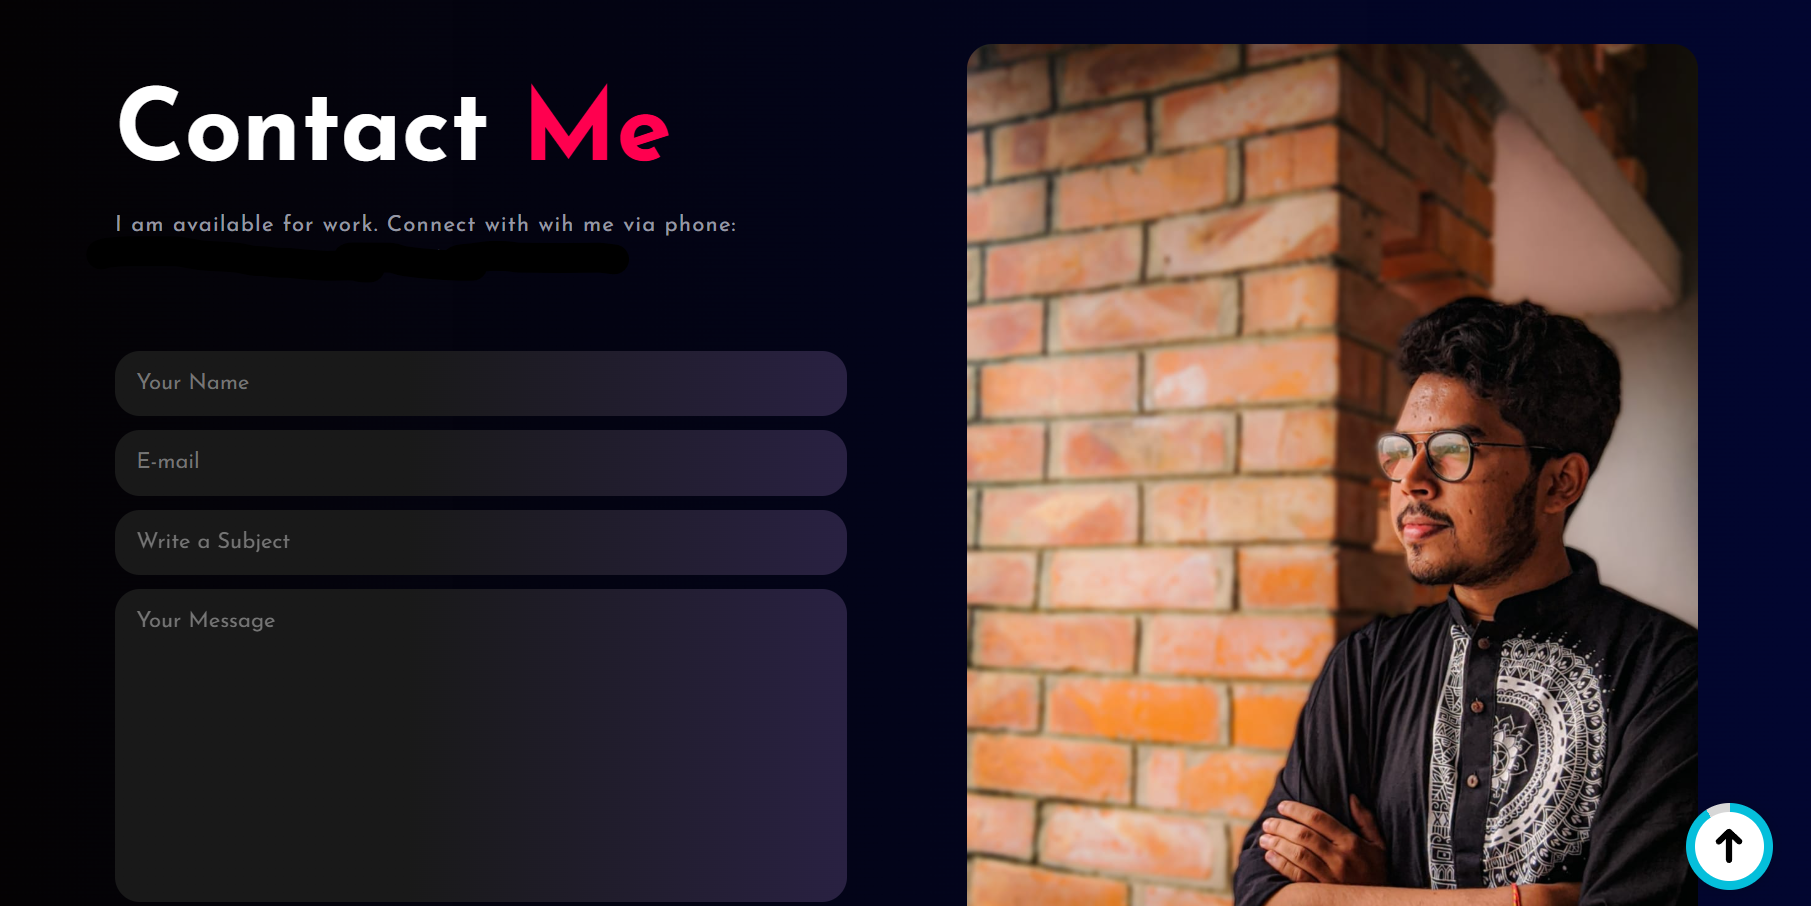 Contact Me
I am available for work. Connect with wih me via phone:
Your Name
E-mail
Write a Subject
Your Message